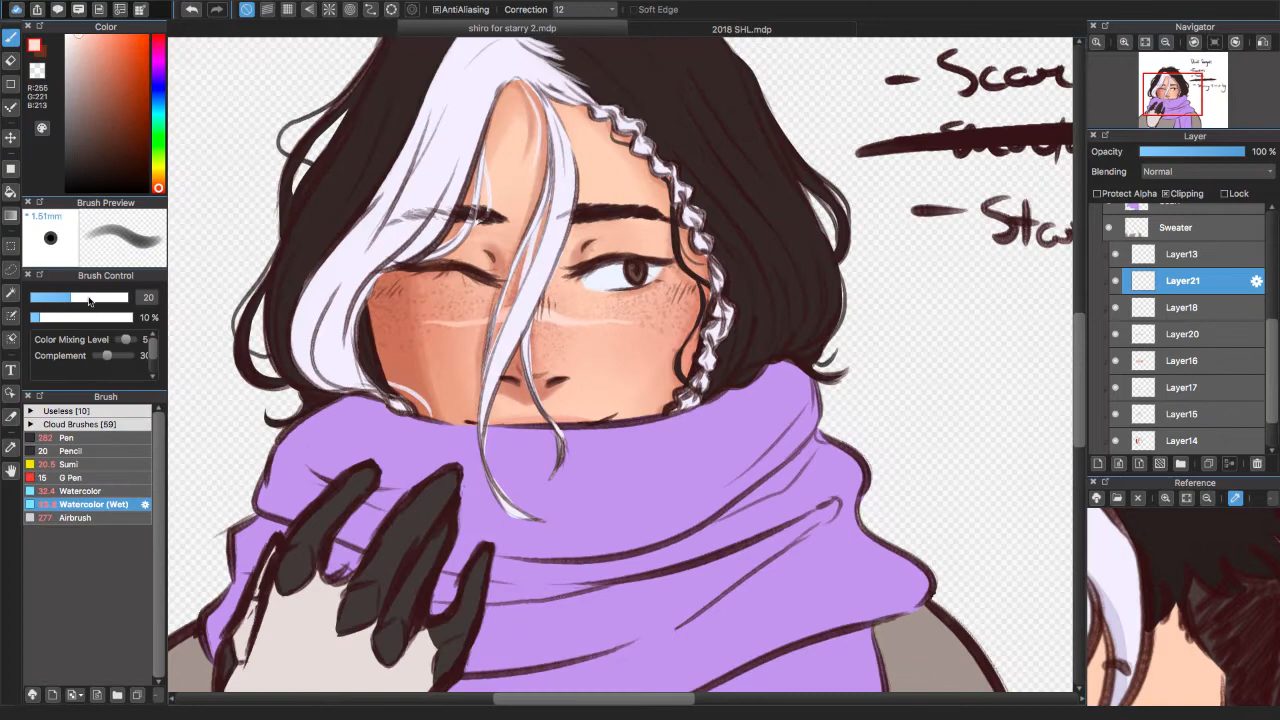 AntiAliasing Correction 12 Soft Edge
Color
shiro for starry 2.mdp
2018 SHL.mdp
Navigator
R:255
G:221
B:213
Layer
Opacity 100 %
Blending Normal
Protect Alpha Clipping Lock
Brush Preview
* 1.51mm
Sweater
Layer13
Brush Control
Layer21
20
Layer18
10 %
Color Mixing Level 5
Layer20
Complement 30
Layer16
Layer17
Brush
Useless [10]
Layer15
Cloud Brushes [59]
282 Pen
Layer14
20 Pencil
20.5 Sumi
15 G Pen
32.4 Watercolor
Watercolor (Wet)
277 Airbrush
Reference
- Scar